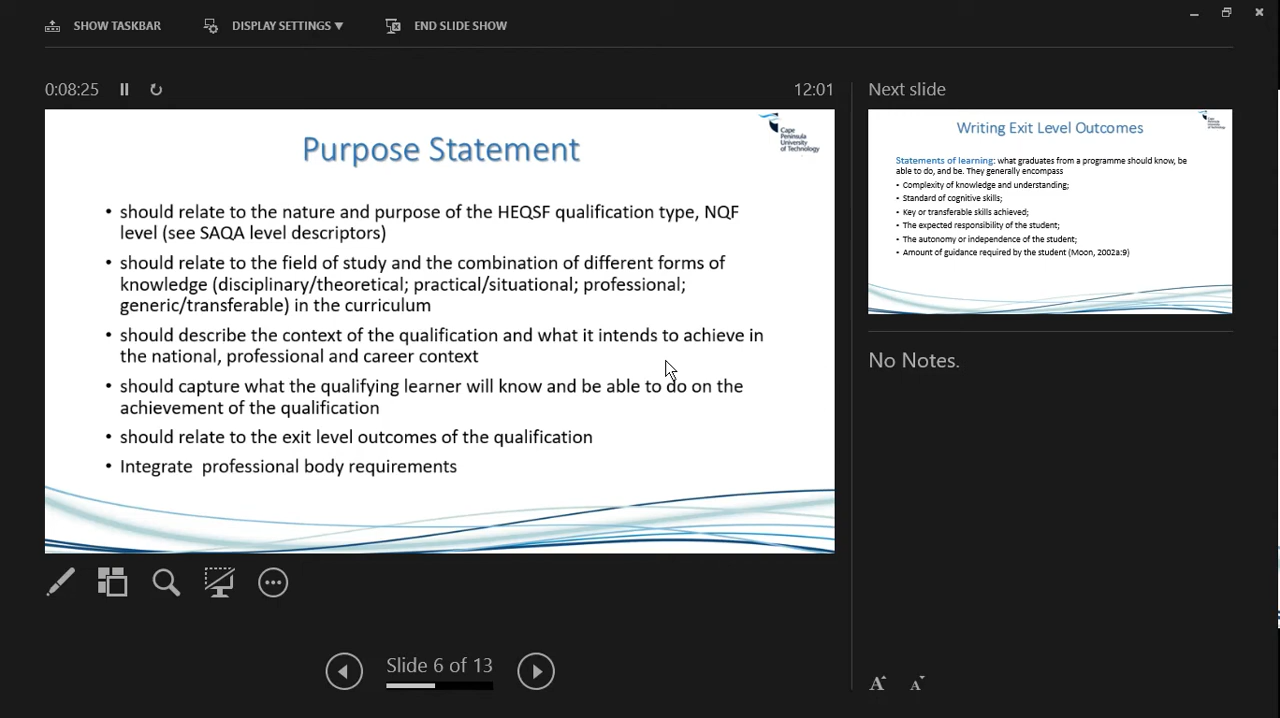 SHOW TASKBAR
DISPLAY SETTINGS ▼
END SLIDE SHOW
0:08:25
12:01
Cape
Peninsula
University
of Technology
Purpose Statement
• should relate to the nature and purpose of the HEQSF qualification type, NQF
level (see SAQA level descriptors)
• should relate to the field of study and the combination of different forms of
knowledge (disciplinary/theoretical; practical/situational; professional;
generic/transferable) in the curriculum
• should describe the context of the qualification and what it intends to achieve in
the national, professional and career context
• should capture what the qualifying learner will know and be able to do on the
achievement of the qualification
• should relate to the exit level outcomes of the qualification
• Integrate  professional body requirements
Slide 6 of 13
Next slide
Writing Exit Level Outcomes
Statements of learning: what graduates from a programme should know, be
able to do, and be. They generally encompass
• Complexity of knowledge and understanding;
• Standard of cognitive skills;
• Key or transferable skills achieved;
• The expected responsibility of the student;
• The autonomy or independence of the student;
• Amount of guidance required by the student (Moon, 2002a:9)
No Notes.
A A